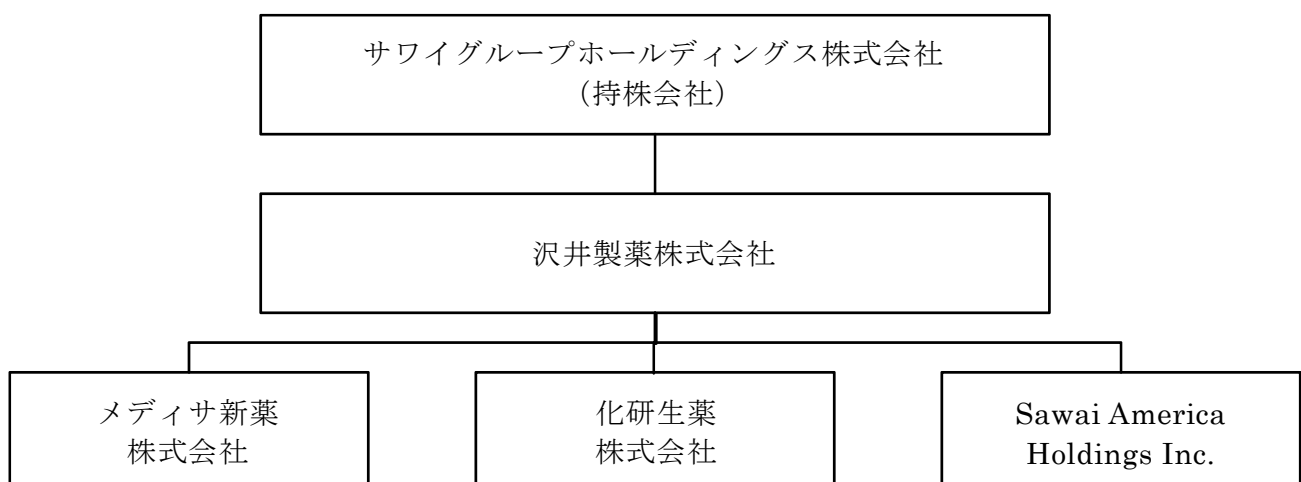 サワイグループホールディングス株式会社
（持株会社）
沢井製薬株式会社
メディサ新薬
株式会社
化研生薬
株式会社
Sawai America
Holdings Inc.